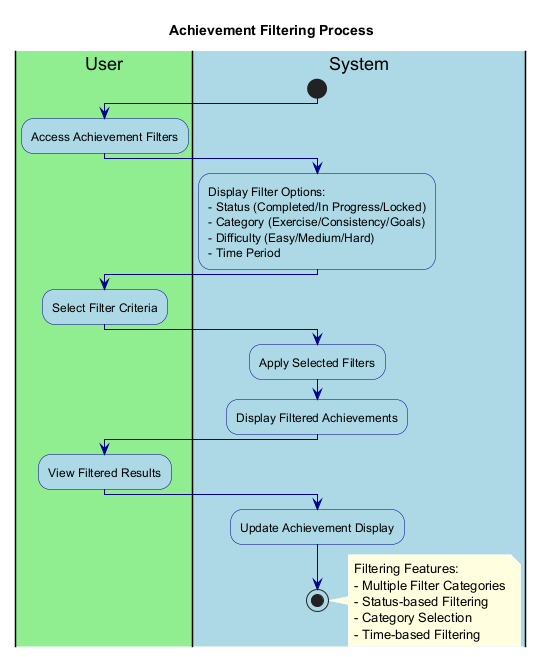 Achievement Filtering Process
User
System
Access Achievement Filters
Display Filter Options:
- Status (Completed/In Progress/Locked)
- Category (Exercise/Consistency/Goals)
- Difficulty (Easy/Medium/Hard)
- Time Period
Select Filter Criteria
Apply Selected Filters
Display Filtered Achievements
View Filtered Results
Update Achievement Display
Filtering Features:
- Multiple Filter Categories
- Status-based Filtering
- Category Selection
- Time-based Filtering